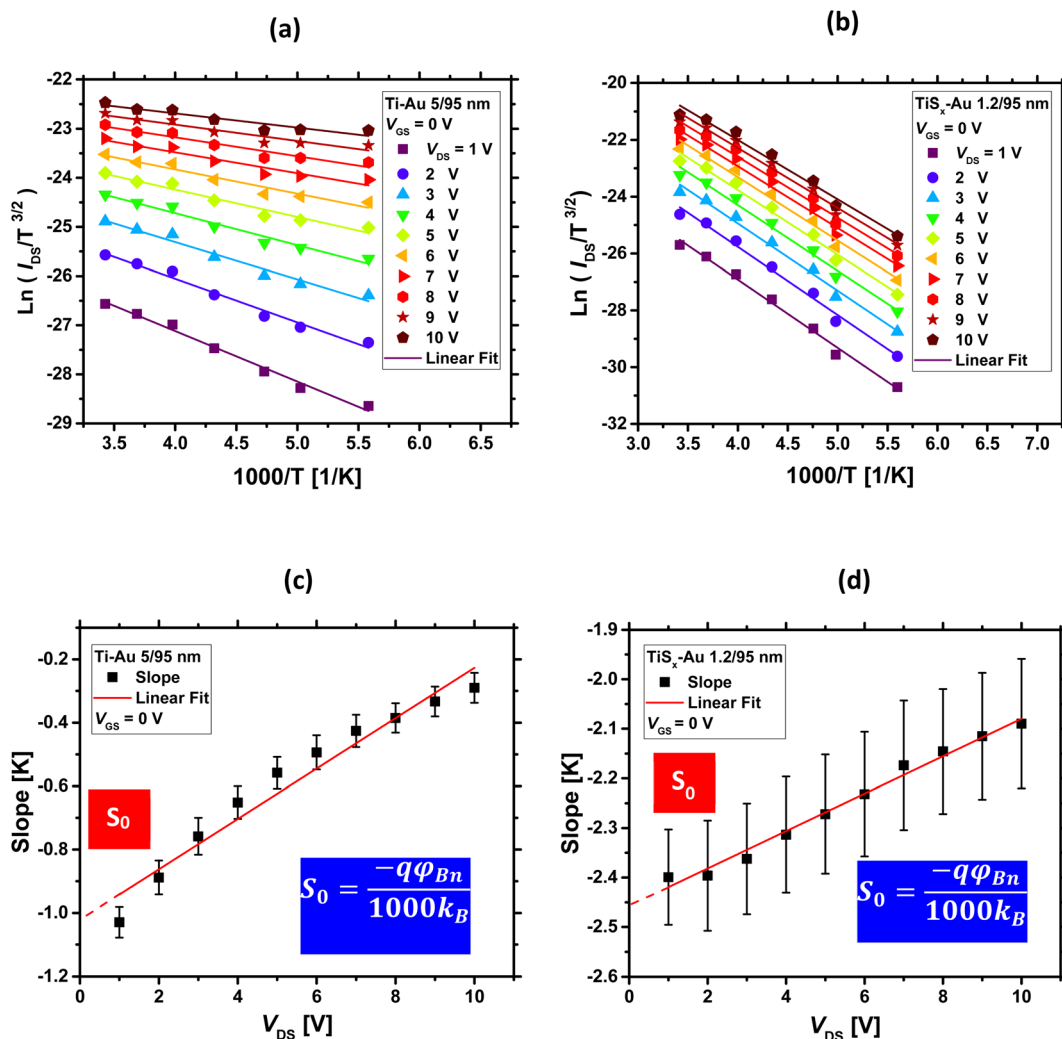 (a)
Ln ( I_DS/T^3/2)
-22
-23
-24
-25
-26
-27
-28
-29
3.5 4.0 4.5 5.0 5.5 6.0 6.5
1000/T [1/K]
Ti-Au 5/95 nm
V_GS = 0 V
V_DS = 1 V
2 V
3 V
4 V
5 V
6 V
7 V
8 V
9 V
10 V
Linear Fit
(b)
Ln ( I_DS/T^3/2)
-20
-22
-24
-26
-28
-30
-32
3.0 3.5 4.0 4.5 5.0 5.5 6.0 6.5 7.0
1000/T [1/K]
TiS_x-Au 1.2/95 nm
V_GS = 0 V
V_DS = 1 V
2 V
3 V
4 V
5 V
6 V
7 V
8 V
9 V
10 V
Linear Fit
(c)
Slope [K]
-0.2
-0.4
-0.6
-0.8
-1.0
-1.2
0 2 4 6 8 10
V_DS [V]
Ti-Au 5/95 nm
Slope
Linear Fit
V_GS = 0 V
S_0
S_0 = -qφ_Bn / 1000k_B
(d)
Slope [K]
-1.9
-2.0
-2.1
-2.2
-2.3
-2.4
-2.5
-2.6
0 2 4 6 8 10
V_DS [V]
TiS_x-Au 1.2/95 nm
Slope
Linear Fit
V_GS = 0 V
S_0
S_0 = -qφ_Bn / 1000k_B